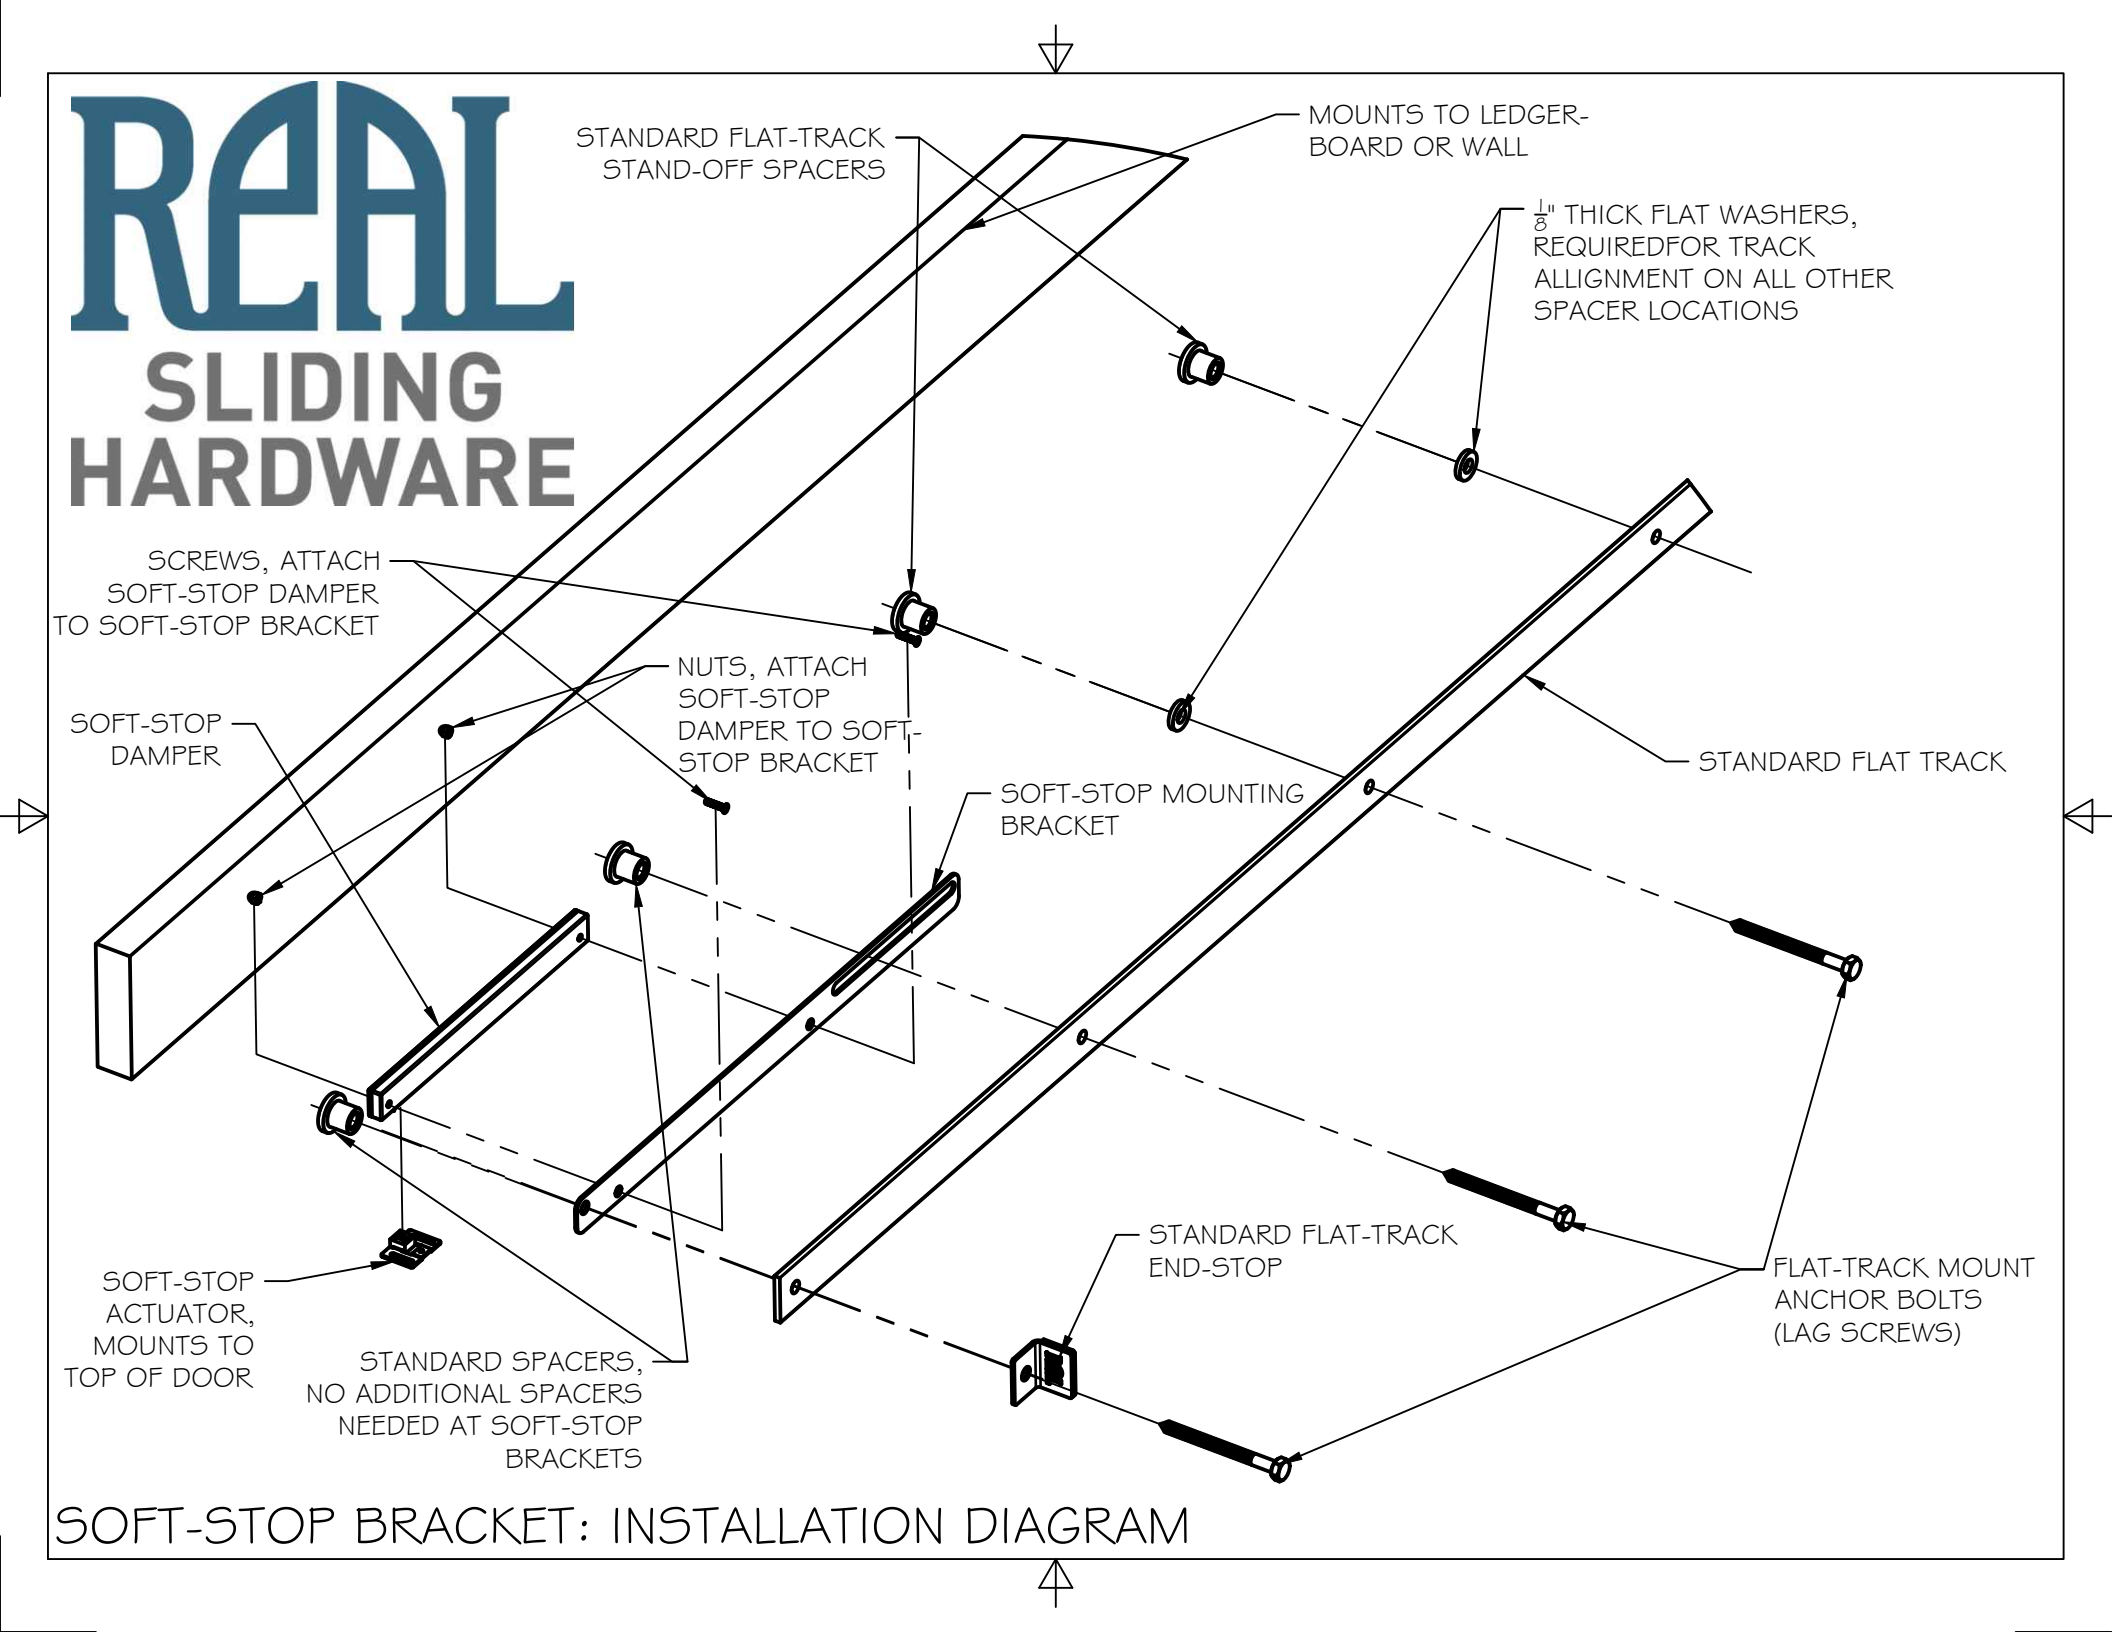 REAL
SLIDING
HARDWARE
STANDARD FLAT-TRACK
STAND-OFF SPACERS
MOUNTS TO LEDGER-
BOARD OR WALL
1/8" THICK FLAT WASHERS,
REQUIREDFOR TRACK
ALLIGNMENT ON ALL OTHER
SPACER LOCATIONS
SCREWS, ATTACH
SOFT-STOP DAMPER
TO SOFT-STOP BRACKET
NUTS, ATTACH
SOFT-STOP
DAMPER TO SOFT-
STOP BRACKET
SOFT-STOP
DAMPER
STANDARD FLAT TRACK
SOFT-STOP MOUNTING
BRACKET
STANDARD FLAT-TRACK
END-STOP
FLAT-TRACK MOUNT
ANCHOR BOLTS
(LAG SCREWS)
SOFT-STOP
ACTUATOR,
MOUNTS TO
TOP OF DOOR
STANDARD SPACERS,
NO ADDITIONAL SPACERS
NEEDED AT SOFT-STOP
BRACKETS
SOFT-STOP BRACKET: INSTALLATION DIAGRAM